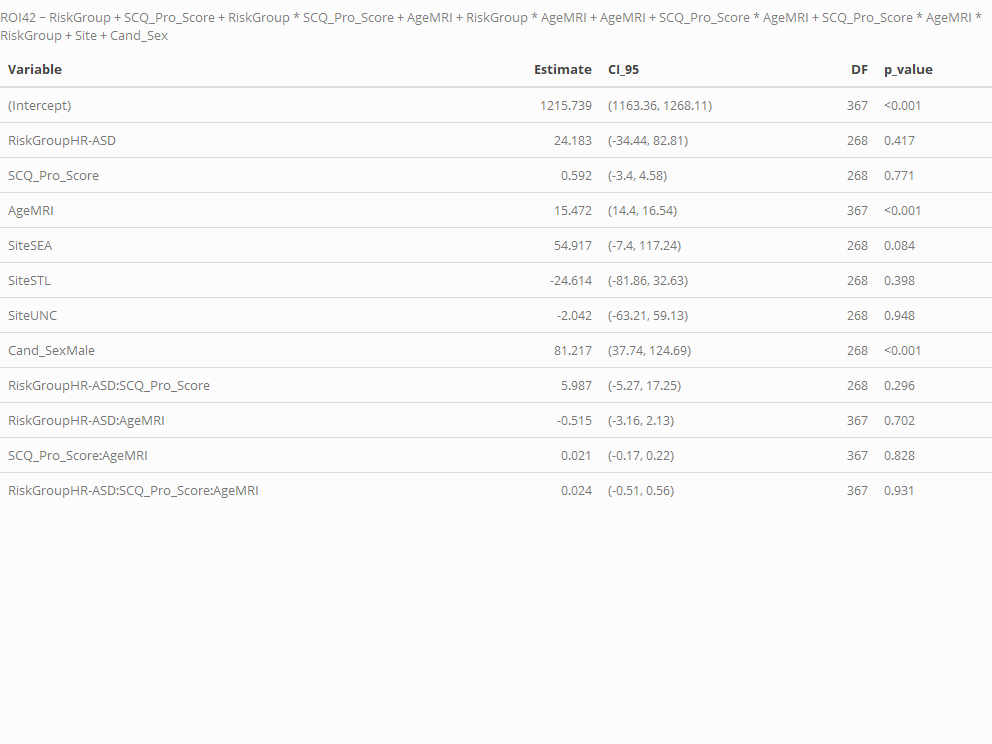 ROI42 ~ RiskGroup + SCQ_Pro_Score + RiskGroup * SCQ_Pro_Score + AgeMRI + RiskGroup * AgeMRI + AgeMRI + SCQ_Pro_Score * AgeMRI + SCQ_Pro_Score * AgeMRI *
RiskGroup + Site + Cand_Sex
Variable Estimate CI_95 DF p_value
(Intercept) 1215.739 (1163.36, 1268.11) 367 <0.001
RiskGroupHR-ASD 24.183 (-34.44, 82.81) 268 0.417
SCQ_Pro_Score 0.592 (-3.4, 4.58) 268 0.771
AgeMRI 15.472 (14.4, 16.54) 367 <0.001
SiteSEA 54.917 (-7.4, 117.24) 268 0.084
SiteSTL -24.614 (-81.86, 32.63) 268 0.398
SiteUNC -2.042 (-63.21, 59.13) 268 0.948
Cand_SexMale 81.217 (37.74, 124.69) 268 <0.001
RiskGroupHR-ASD:SCQ_Pro_Score 5.987 (-5.27, 17.25) 268 0.296
RiskGroupHR-ASD:AgeMRI -0.515 (-3.16, 2.13) 367 0.702
SCQ_Pro_Score:AgeMRI 0.021 (-0.17, 0.22) 367 0.828
RiskGroupHR-ASD:SCQ_Pro_Score:AgeMRI 0.024 (-0.51, 0.56) 367 0.931